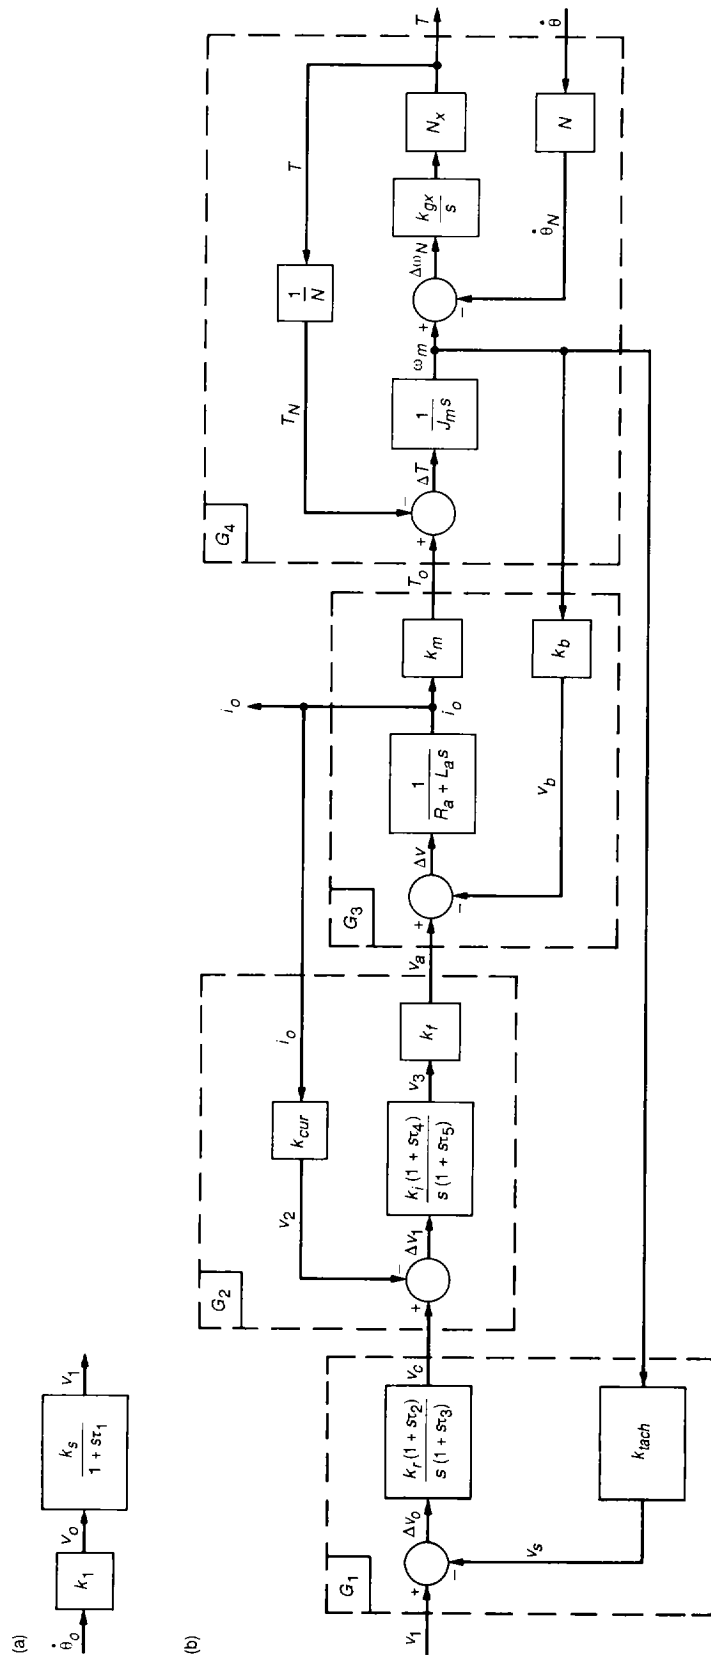 (a)
θ̇o
k1
vo
ks
1 + sτ1
v1
(b)
v1
+
−
G1
Δvo
kr (1 + sτ2)
s (1 + sτ3)
vs
ktach
vc
+
−
G2
Δv1
ki (1 + sτ4)
s (1 + sτ5)
v2
kcur
v3
kf
io
va
+
−
G3
Δv
1
Ra + Las
io
io
km
vb
kb
To
+
−
G4
ΔT
1
Jms
ωm
TN
1
N
+
−
ΔωN
kgx
s
Nx
θ̇N
N
T
T
θ̇